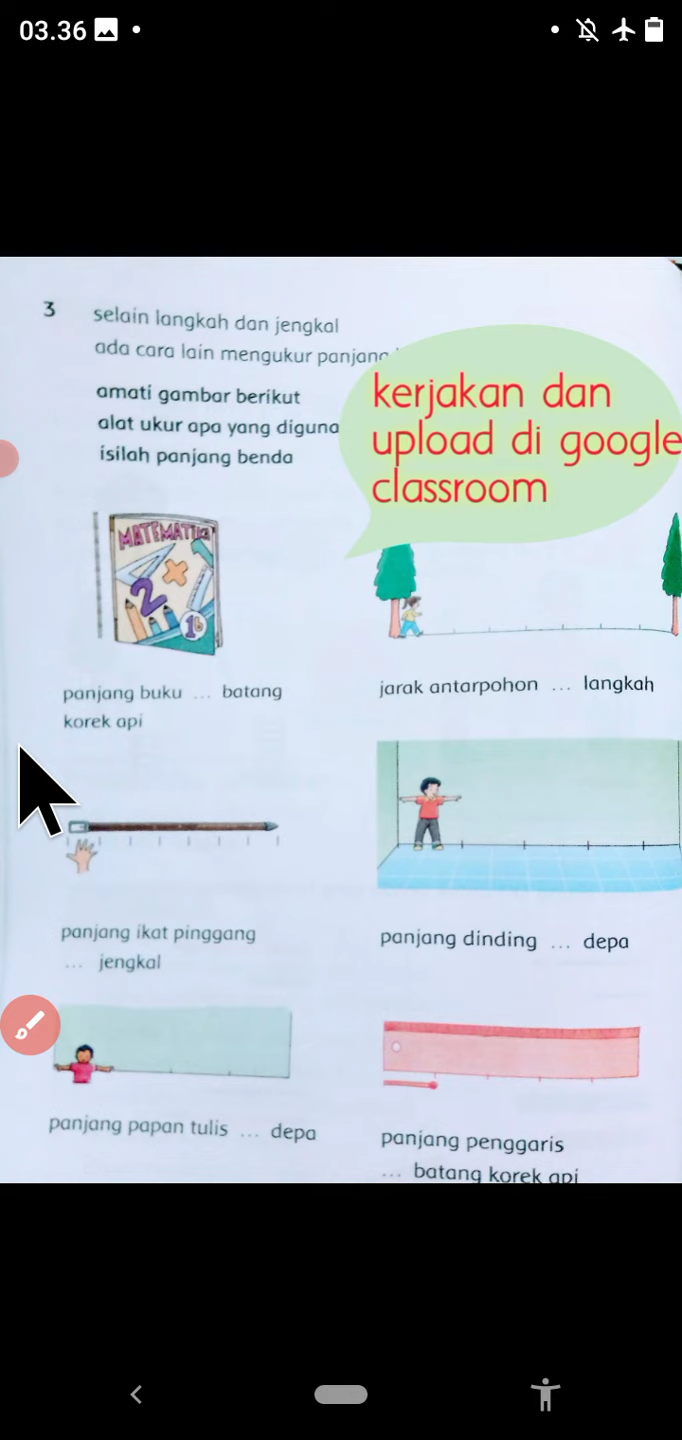 03.36
3 selain langkah dan jengkal
ada cara lain mengukur panjang
amati gambar berikut
alat ukur apa yang diguna
isilah panjang benda
kerjakan dan
upload di google
classroom
MATEMATIKA
2
1b
panjang buku ... batang
korek api
jarak antarpohon ... langkah
panjang ikat pinggang
... jengkal
panjang dinding ... depa
panjang papan tulis ... depa
panjang penggaris
... batang korek api